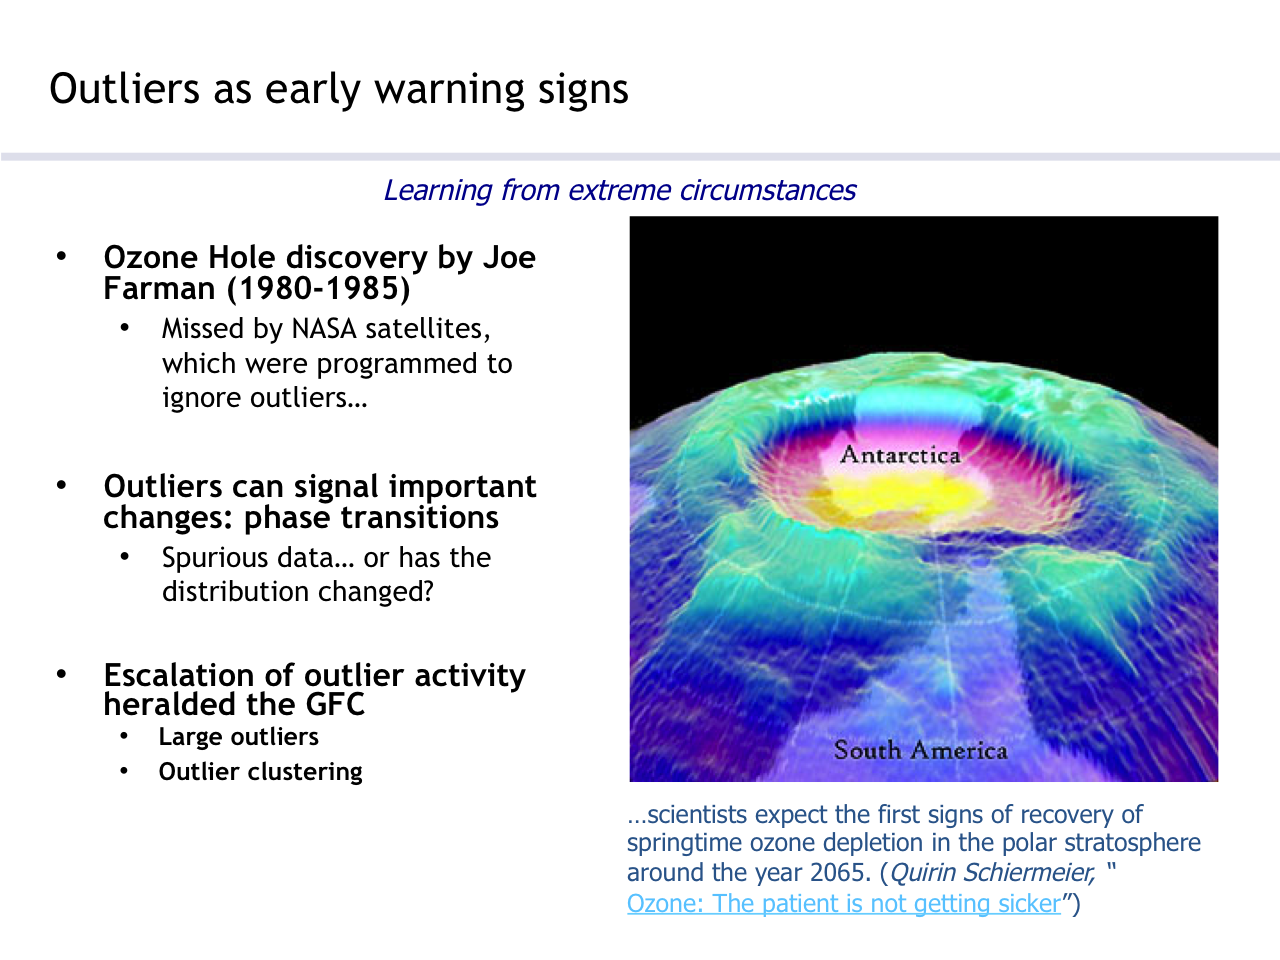 Outliers as early warning signs
Learning from extreme circumstances
• Ozone Hole discovery by Joe
Farman (1980-1985)
• Missed by NASA satellites,
which were programmed to
ignore outliers…
• Outliers can signal important
changes: phase transitions
• Spurious data… or has the
distribution changed?
• Escalation of outlier activity
heralded the GFC
• Large outliers
• Outlier clustering
Antarctica
South America
…scientists expect the first signs of recovery of
springtime ozone depletion in the polar stratosphere
around the year 2065. (Quirin Schiermeier, “
Ozone: The patient is not getting sicker”)